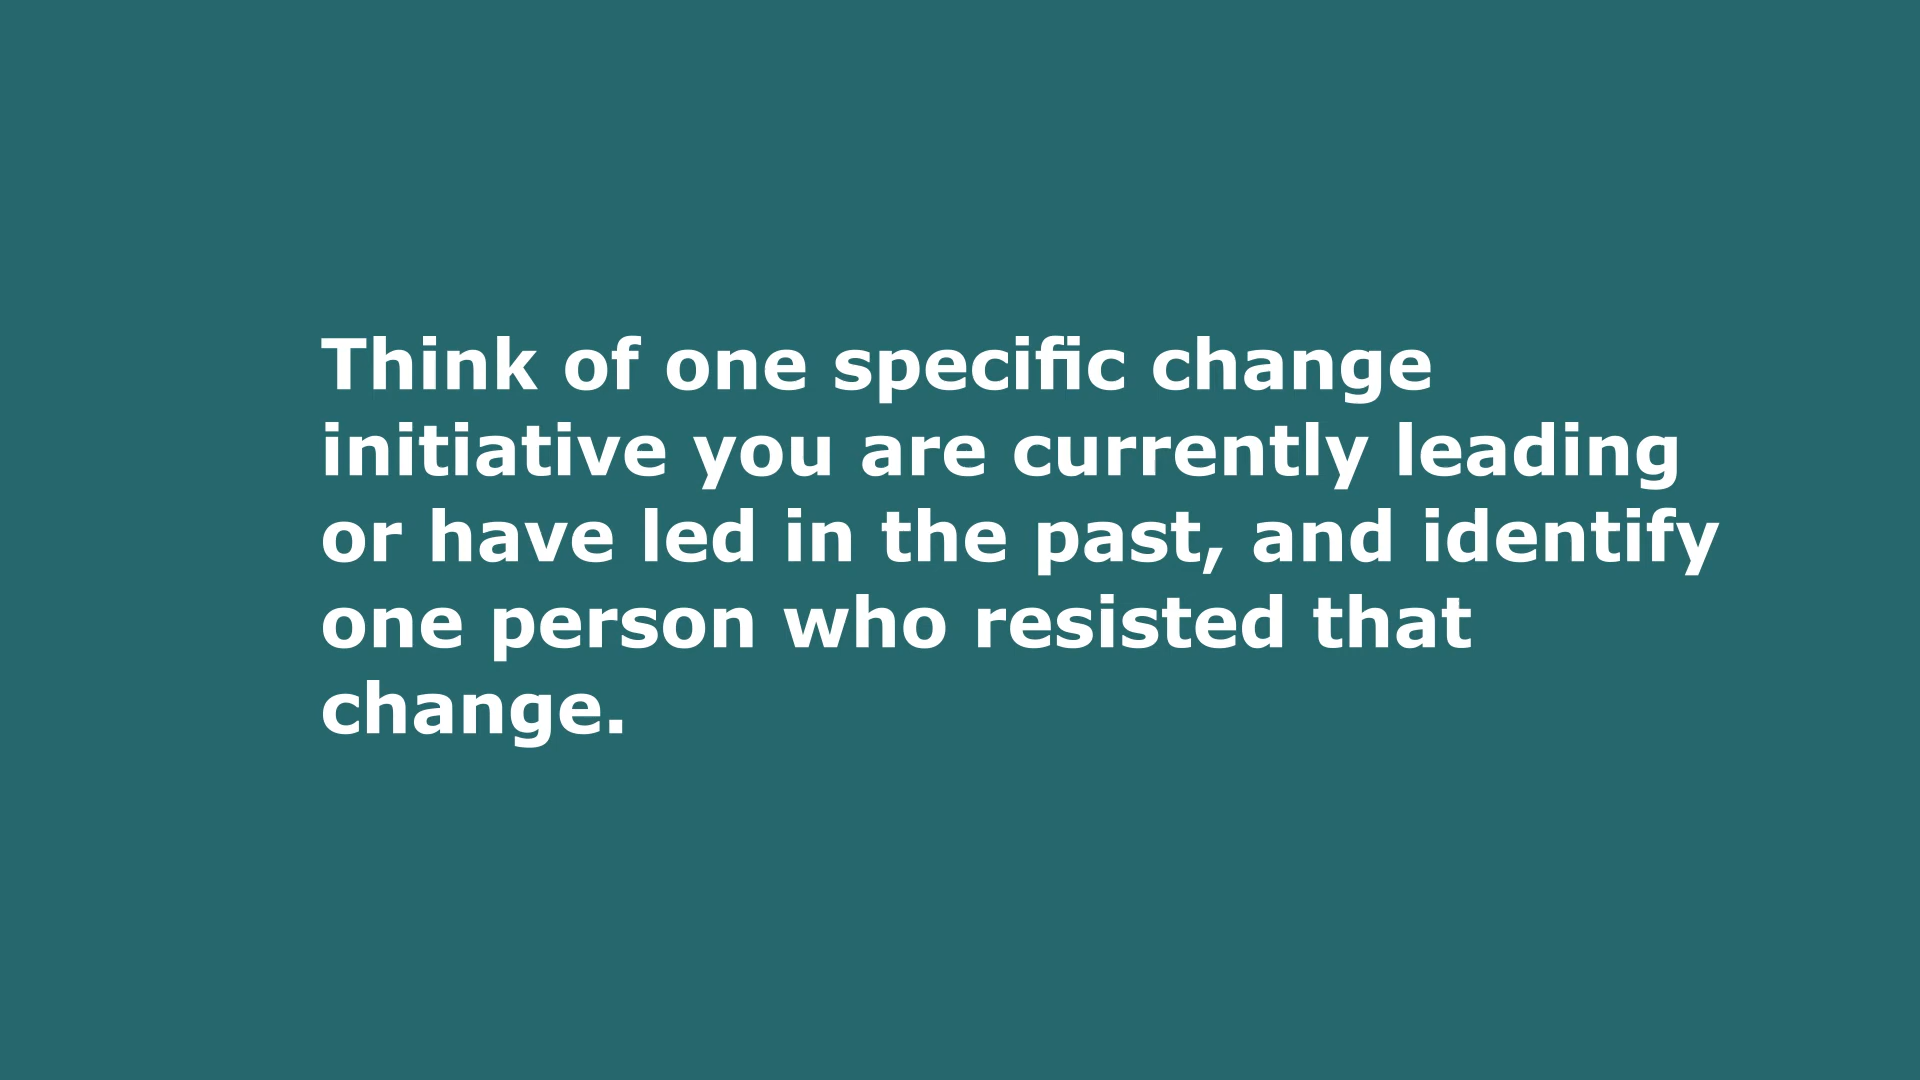 Think of one specific change
initiative you are currently leading
or have led in the past, and identify
one person who resisted that
change.